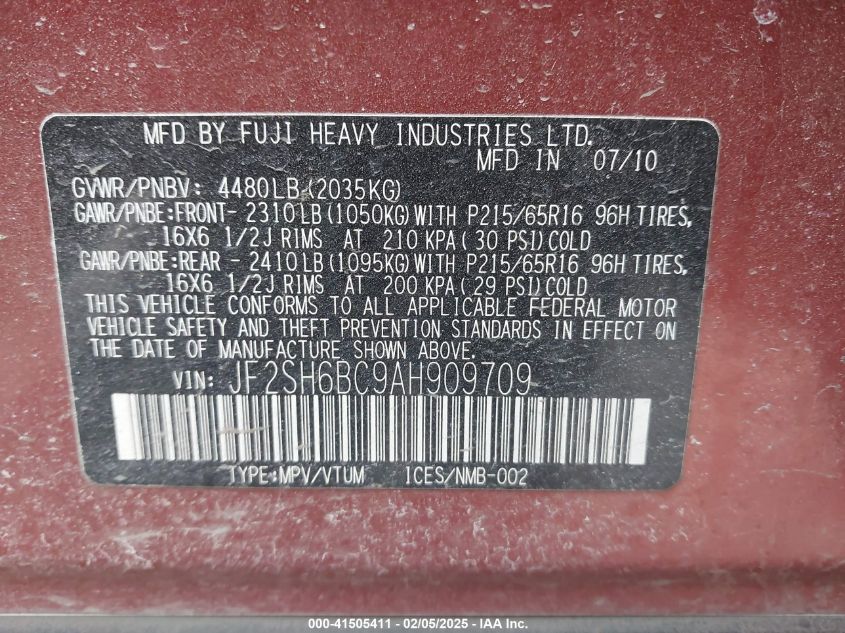 MFD BY FUJI HEAVY INDUSTRIES LTD.
MFD IN 07/10
GVWR/PNBV: 4480LB (2035KG)
GAWR/PNBE:FRONT- 2310LB (1050KG) WITH P215/65R16 96H TIRES,
16X6 1/2J RIMS AT 210 KPA( 30 PSI) COLD
GAWR/PNBE:REAR - 2410LB (1095KG) WITH P215/65R16 96H TIRES,
16X6 1/2J RIMS AT 200 KPA( 29 PSI) COLD
THIS VEHICLE CONFORMS TO ALL APPLICABLE FEDERAL MOTOR
VEHICLE SAFETY AND THEFT PREVENTION STANDARDS IN EFFECT ON
THE DATE OF MANUFACTURE SHOWN ABOVE.
VIN: JF2SH6BC9AH909709
TYPE:MPV/VTUM ICES/NMB-002
000-41505411 - 02/05/2025 - IAA Inc.